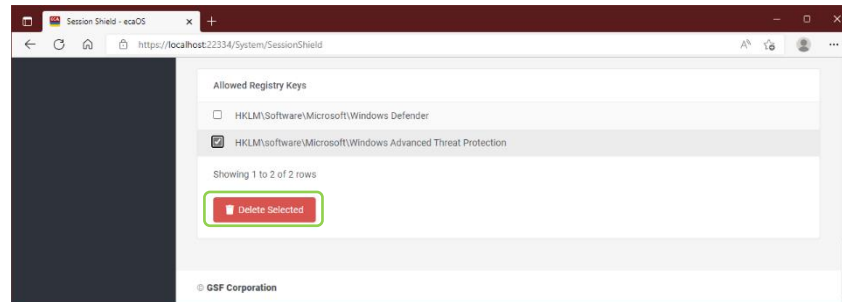 Session Shield - ecaOS
https://localhost:22334/System/SessionShield
Allowed Registry Keys
HKLM\Software\Microsoft\Windows Defender
HKLM\software\Microsoft\Windows Advanced Threat Protection
Showing 1 to 2 of 2 rows
Delete Selected
© GSF Corporation